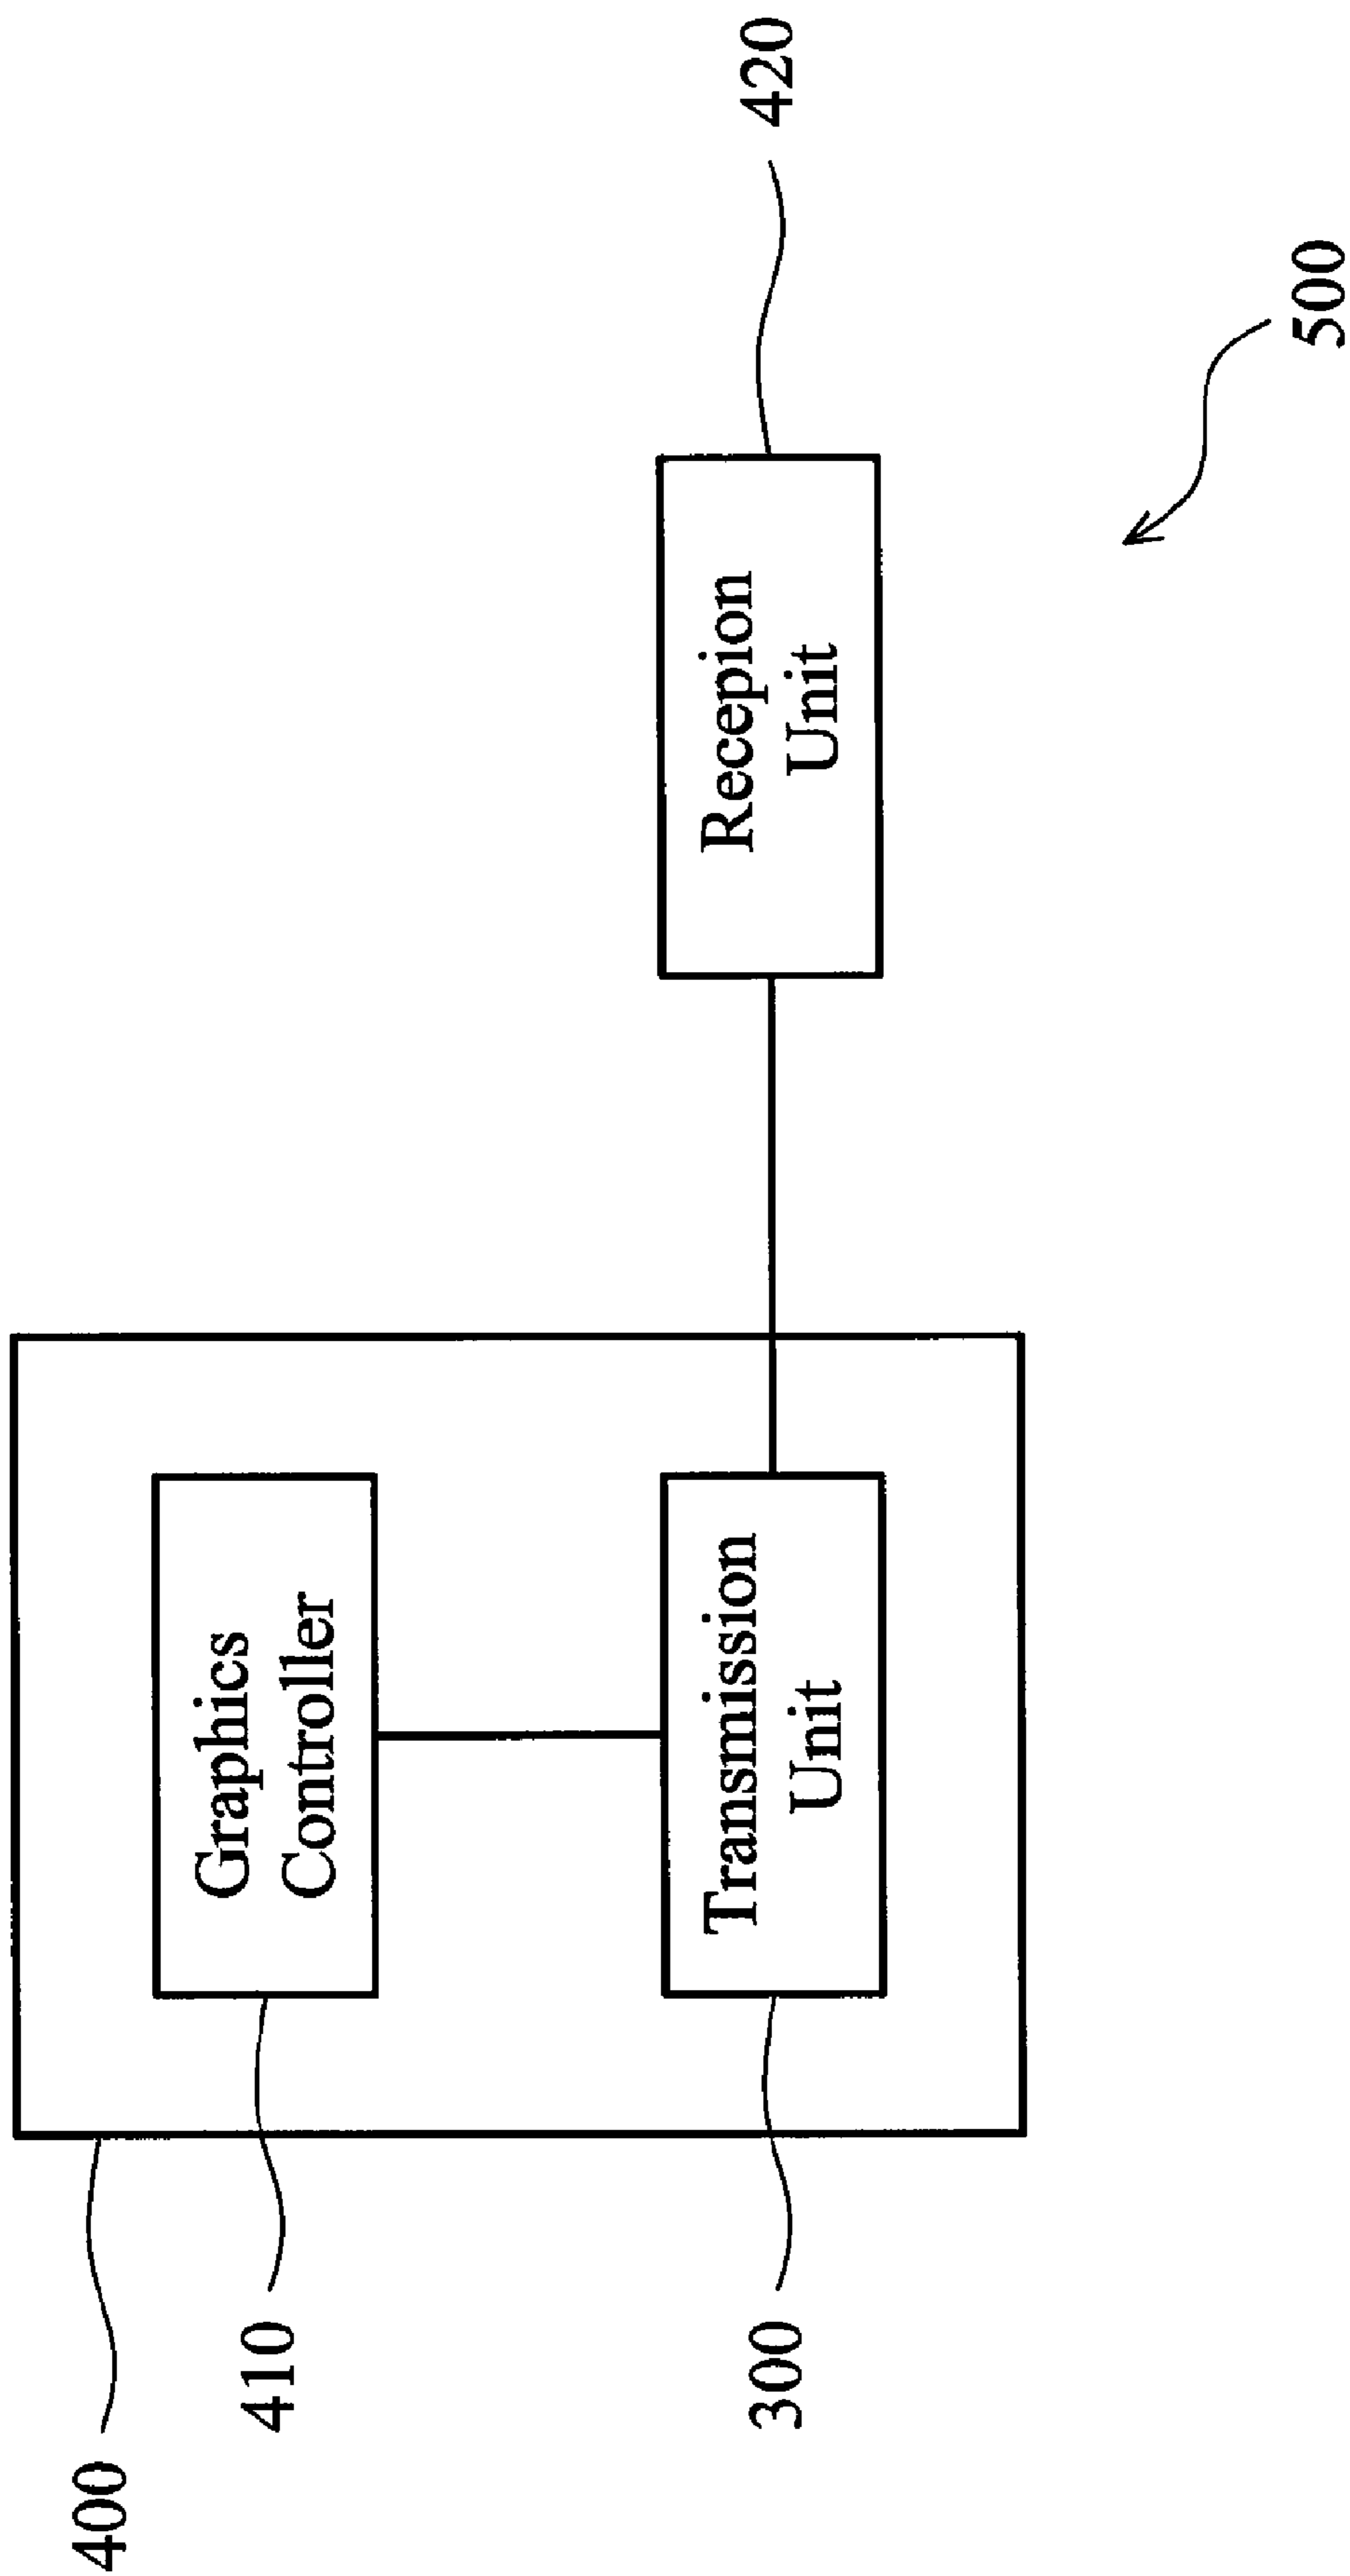 400
410
Graphics
Controller
300
Transmission
Unit
Recepion
Unit
420
500